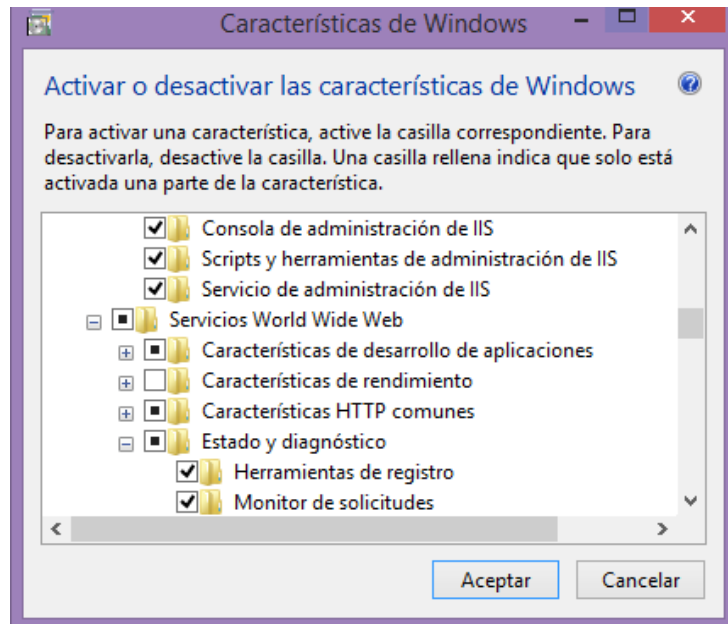 Características de Windows
Activar o desactivar las características de Windows
Para activar una característica, active la casilla correspondiente. Para
desactivarla, desactive la casilla. Una casilla rellena indica que solo está
activada una parte de la característica.
Consola de administración de IIS
Scripts y herramientas de administración de IIS
Servicio de administración de IIS
Servicios World Wide Web
Características de desarrollo de aplicaciones
Características de rendimiento
Características HTTP comunes
Estado y diagnóstico
Herramientas de registro
Monitor de solicitudes
Aceptar Cancelar